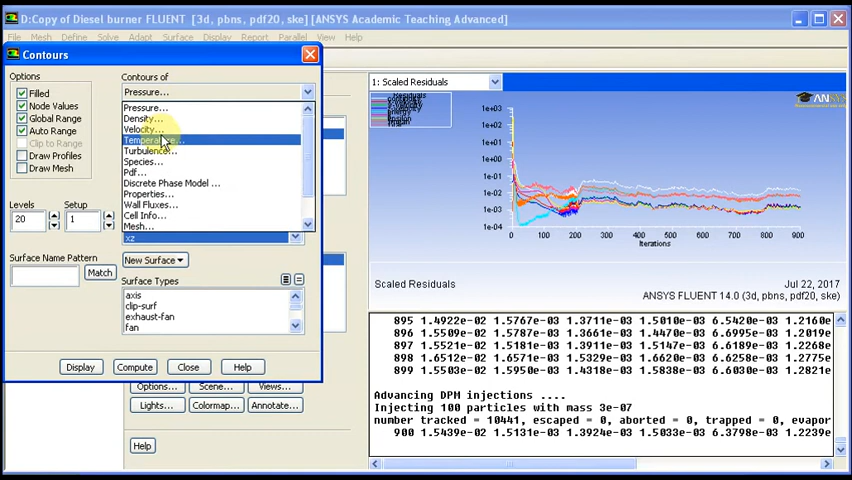 D:Copy of Diesel burner FLUENT [3d, pbns, pdf20, ske] [ANSYS Academic Teaching Advanced]
File Mesh Define Solve Adapt Surface Display Report Parallel View Help
Contours
Options
Filled
Node Values
Global Range
Auto Range
Clip to Range
Draw Profiles
Draw Mesh
Levels Setup
20 1
Surface Name Pattern
Match
Contours of
Pressure...
Pressure...
Density...
Velocity...
Temperature...
Turbulence...
Species...
Pdf...
Discrete Phase Model ...
Properties...
Wall Fluxes...
Cell Info...
Mesh...
xz
New Surface
Surface Types
axis
clip-surf
exhaust-fan
fan
Display Compute Close Help
Options... Scene... Views...
Lights... Colormap... Annotate...
Help
1: Scaled Residuals
Residuals
ANSYS
1e+03
1e+02
1e+01
1e+00
1e-01
1e-02
1e-03
1e-04
0 100 200 300 400 500 600 700 800 900
Iterations
Scaled Residuals
Jul 22, 2017
ANSYS FLUENT 14.0 (3d, pbns, pdf20, ske)
895 1.4922e-02 1.5767e-03 1.3711e-03 1.5010e-03 6.5420e-03 1.2160e
896 1.5509e-02 1.5787e-03 1.3661e-03 1.4477e-03 6.6995e-03 1.2019e
897 1.5521e-02 1.5181e-03 1.3911e-03 1.5147e-03 6.6189e-03 1.2268e
898 1.6512e-02 1.6571e-03 1.5329e-03 1.6620e-03 6.6258e-03 1.2775e
899 1.5503e-02 1.5950e-03 1.4318e-03 1.5838e-03 6.6030e-03 1.2821e
Advancing DPM injections ....
Injecting 100 particles with mass 3e-07
number tracked = 10441, escaped = 0, aborted = 0, trapped = 0, evapor
900 1.5439e-02 1.5131e-03 1.3924e-03 1.5033e-03 6.3798e-03 1.2239e